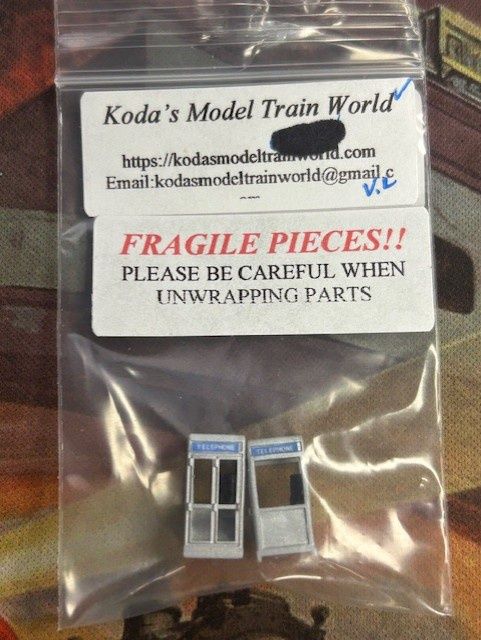 Koda's Model Train World
https://kodasmodeltrainworld.com
Email:kodasmodeltrainworld@gmail.c
V.L
FRAGILE PIECES!!
PLEASE BE CAREFUL WHEN
UNWRAPPING PARTS
TELEPHONE TELEPHONE